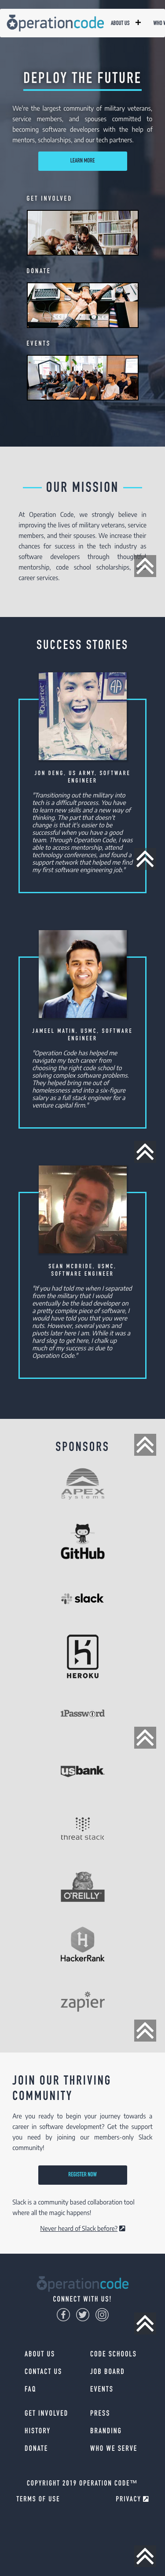 operationcode ABOUT US + WHO W
DEPLOY THE FUTURE
We're the largest community of military veterans,
service members, and spouses committed to
becoming software developers with the help of
mentors, scholarships, and our tech partners.
LEARN MORE
GET INVOLVED
DONATE
EVENTS
OUR MISSION
At Operation Code, we strongly believe in
improving the lives of military veterans, service
members, and their spouses. We increase their
chances for success in the tech industry as
software developers through thoughtful
mentorship, code school scholarships,
career services.
SUCCESS STORIES
JON DENG, US ARMY, SOFTWARE
ENGINEER
"Transitioning out the military into
tech is a difficult process. You have
to learn new skills and a new way of
thinking. The part that doesn't
change is that it's easier to be
successful when you have a good
team. Through Operation Code, I was
able to access mentorship, attend
technology conferences, and found a
support network that helped me find
my first software engineering job."
JAMEEL MATIN, USMC, SOFTWARE
ENGINEER
"Operation Code has helped me
navigate my tech career from
choosing the right code school to
solving complex software problems.
They helped bring me out of
homelessness and into a six-figure
salary as a full stack engineer for a
venture capital firm."
SEAN MCBRIDE, USMC,
SOFTWARE ENGINEER
"If you had told me when I separated
from the military that I would
eventually be the lead developer on
a pretty complex piece of software, I
would have told you that you were
nuts. However, several years and
pivots later here I am. While it was a
hard slog to get here, I chalk up
much of my success as due to
Operation Code."
SPONSORS
APEX
Systems
GitHub
slack
HEROKU
1Password
usbank
threat stack
O'REILLY
HackerRank
zapier
JOIN OUR THRIVING
COMMUNITY
Are you ready to begin your journey towards a
career in software development? Get the support
you need by joining our members-only Slack
community!
REGISTER NOW
Slack is a community based collaboration tool
where all the magic happens!
Never heard of Slack before?
operationcode
CONNECT WITH US!
ABOUT US CODE SCHOOLS
CONTACT US JOB BOARD
FAQ EVENTS
GET INVOLVED PRESS
HISTORY BRANDING
DONATE WHO WE SERVE
COPYRIGHT 2019 OPERATION CODE™
TERMS OF USE PRIVACY